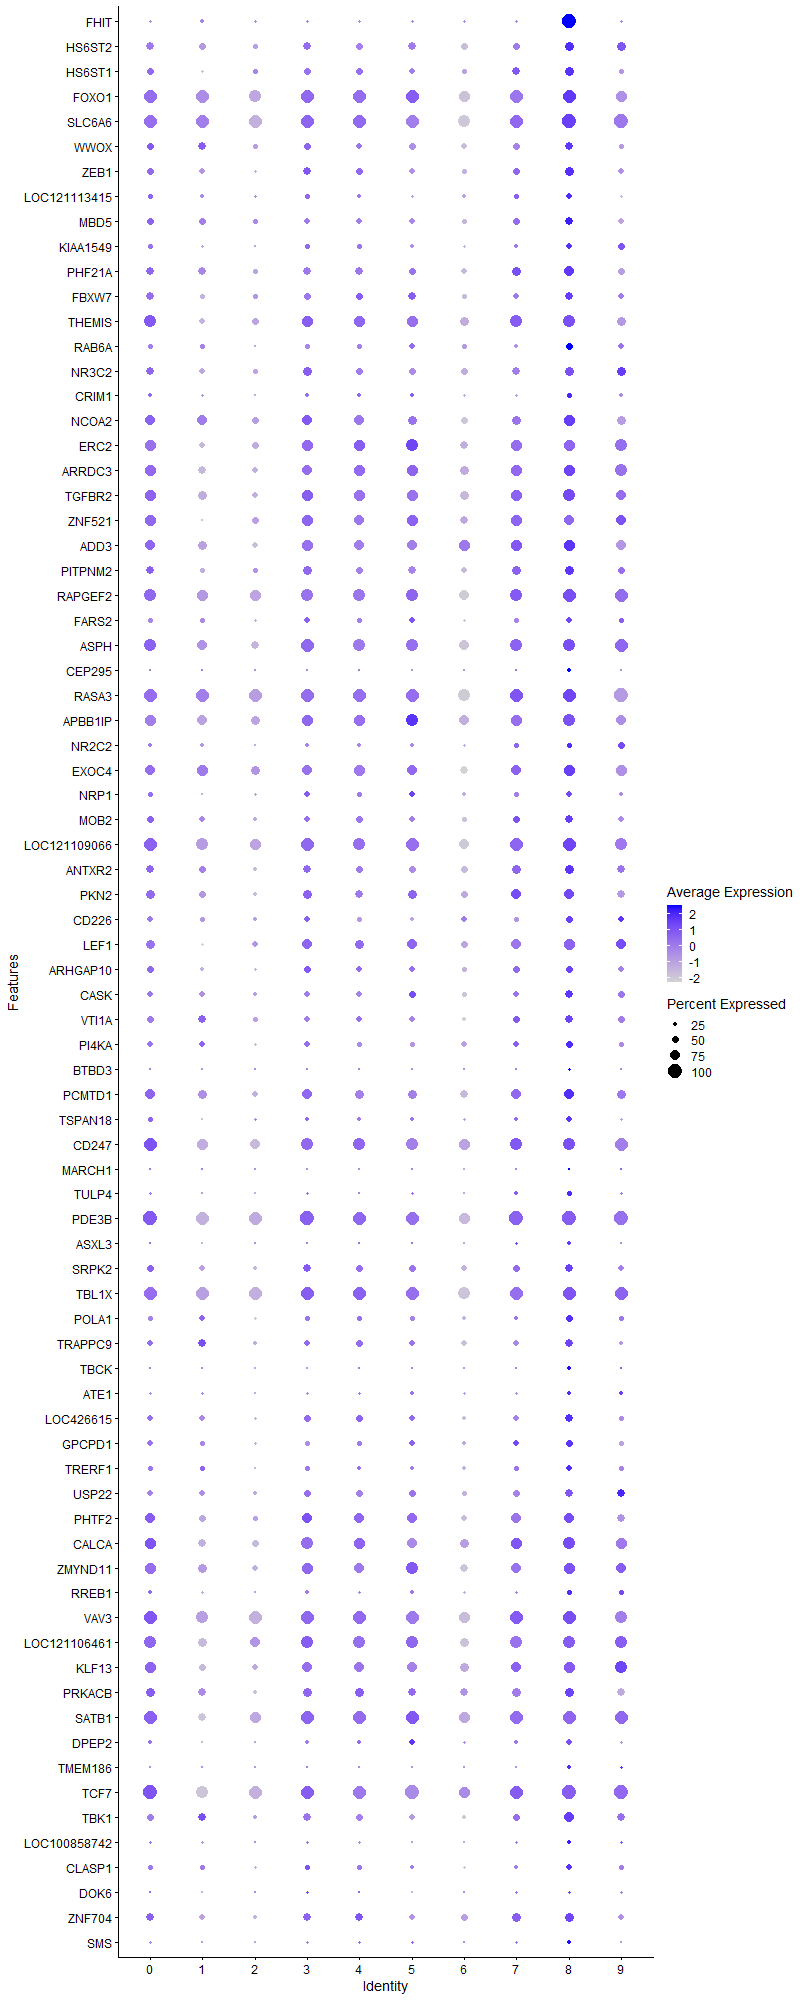 FHIT
HS6ST2
HS6ST1
FOXO1
SLC6A6
WWOX
ZEB1
LOC121113415
MBD5
KIAA1549
PHF21A
FBXW7
THEMIS
RAB6A
NR3C2
CRIM1
NCOA2
ERC2
ARRDC3
TGFBR2
ZNF521
ADD3
PITPNM2
RAPGEF2
FARS2
ASPH
CEP295
RASA3
APBB1IP
NR2C2
EXOC4
NRP1
MOB2
LOC121109066
ANTXR2
PKN2
CD226
LEF1
ARHGAP10
CASK
VTI1A
PI4KA
BTBD3
PCMTD1
TSPAN18
CD247
MARCH1
TULP4
PDE3B
ASXL3
SRPK2
TBL1X
POLA1
TRAPPC9
TBCK
ATE1
LOC426615
GPCPD1
TRERF1
USP22
PHTF2
CALCA
ZMYND11
RREB1
VAV3
LOC121106461
KLF13
PRKACB
SATB1
DPEP2
TMEM186
TCF7
TBK1
LOC100858742
CLASP1
DOK6
ZNF704
SMS
Features
0 1 2 3 4 5 6 7 8 9
Identity
Average Expression
2
1
0
-1
-2
Percent Expressed
25
50
75
100